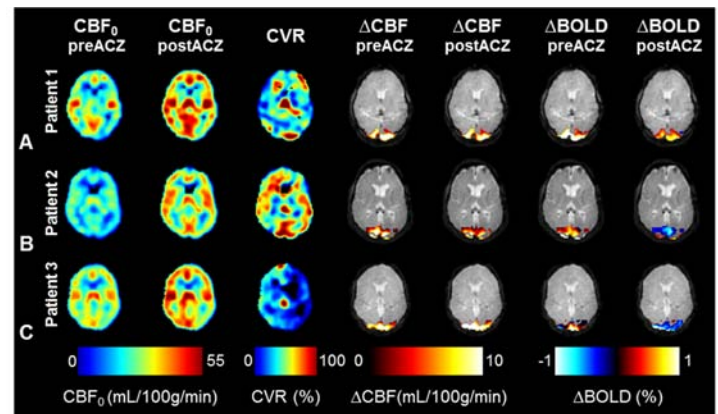 CBF₀ CBF₀ CVR ΔCBF ΔCBF ΔBOLD ΔBOLD
preACZ postACZ preACZ postACZ preACZ postACZ
Patient 1
A
Patient 2
B
Patient 3
C
0 55 0 100 0 10 -1 1
CBF₀ (mL/100g/min) CVR (%) ΔCBF(mL/100g/min) ΔBOLD (%)